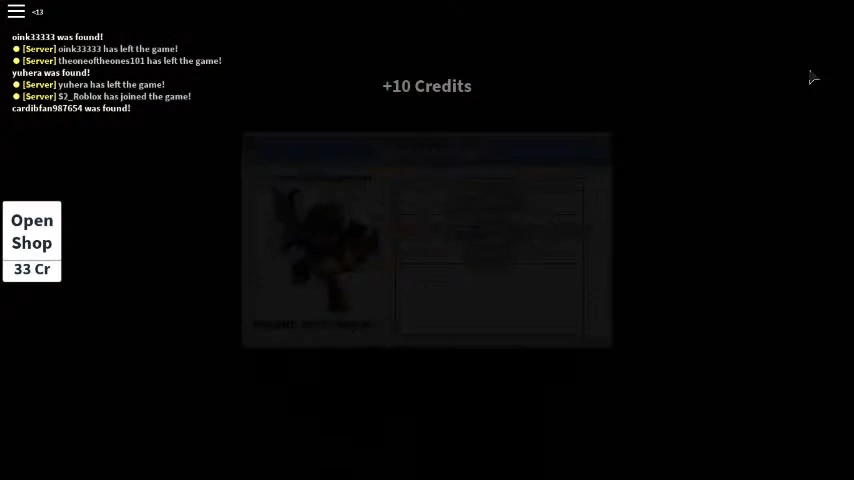 <13
oink33333 was found!
[Server] oink33333 has left the game!
[Server] theoneoftheones101 has left the game!
yuhera was found!
[Server] yuhera has left the game!
[Server] S2_Roblox has joined the game!
cardibfan987654 was found!
+10 Credits
Open
Shop
33 Cr